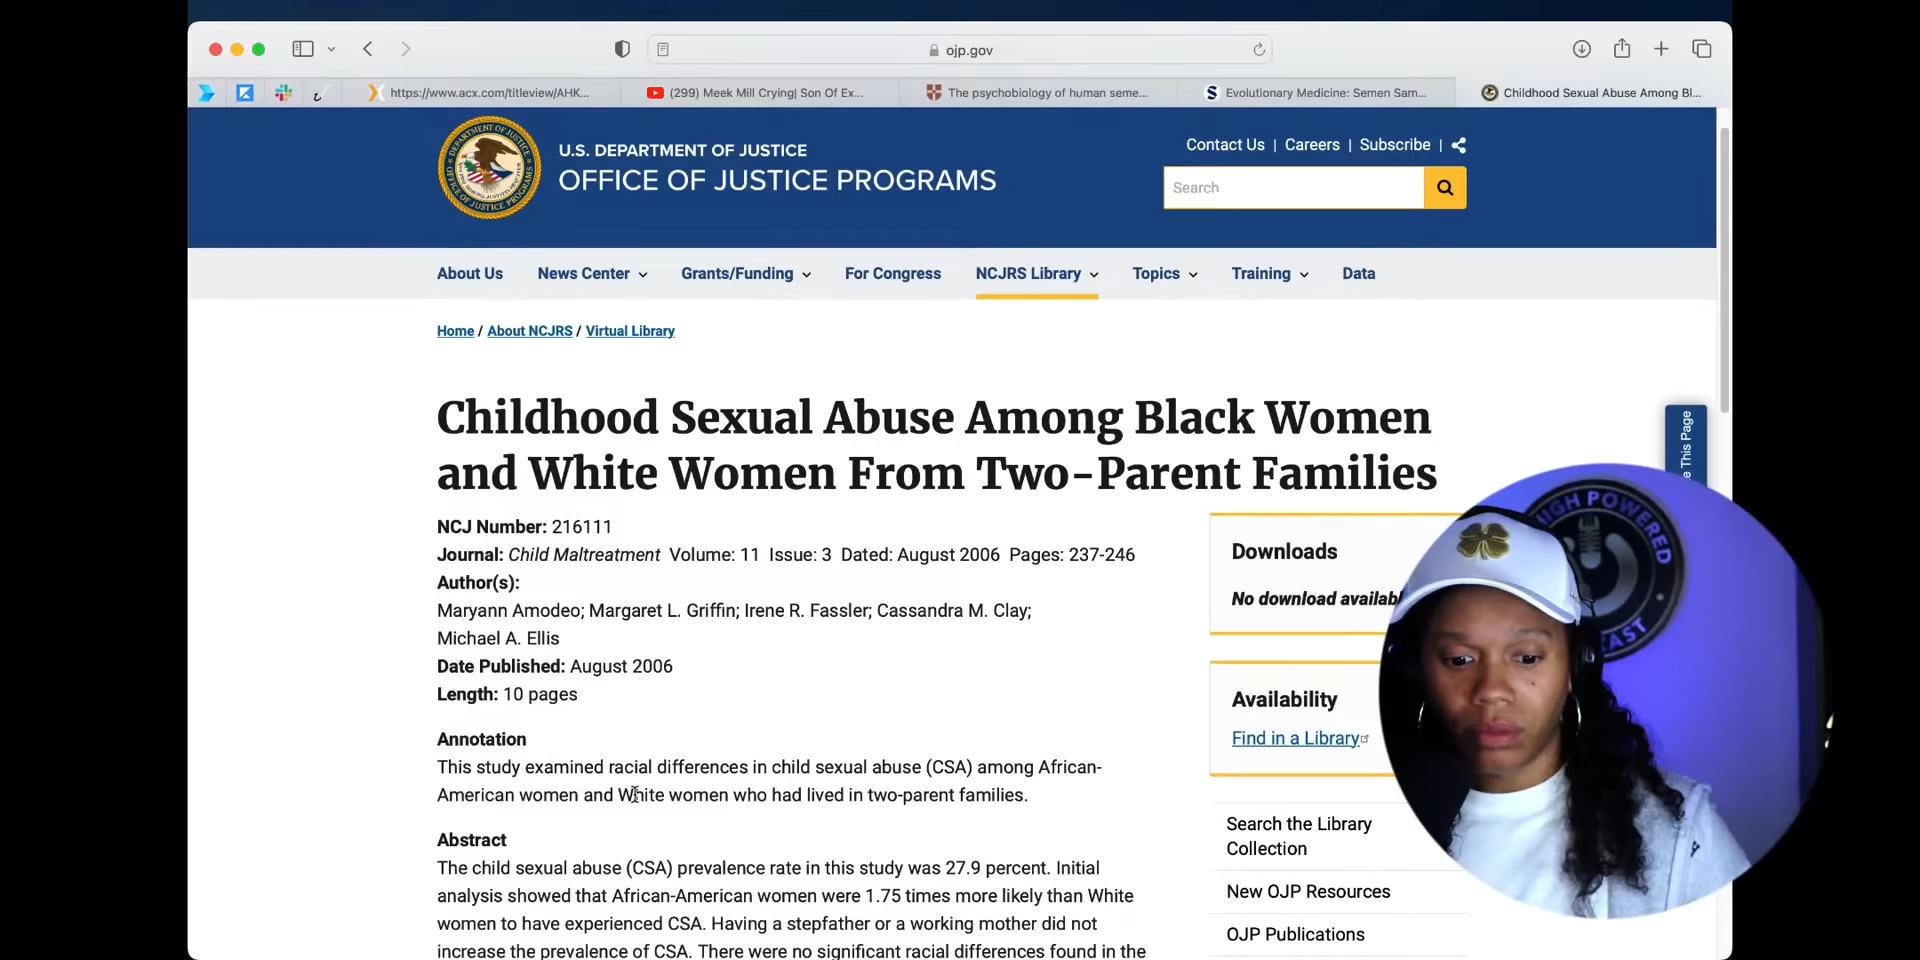 ojp.gov
https://www.acx.com/titleview/AHK...
(299) Meek Mill Crying| Son Of Ex...
The psychobiology of human seme...
S Evolutionary Medicine: Semen Sam...
Childhood Sexual Abuse Among Bl...
U.S. DEPARTMENT OF JUSTICE
OFFICE OF JUSTICE PROGRAMS
Contact Us | Careers | Subscribe |
Search
About Us News Center Grants/Funding For Congress NCJRS Library Topics Training Data
Home / About NCJRS / Virtual Library
Childhood Sexual Abuse Among Black Women
and White Women From Two-Parent Families
NCJ Number: 216111
Journal: Child Maltreatment Volume: 11 Issue: 3 Dated: August 2006 Pages: 237-246
Author(s):
Maryann Amodeo; Margaret L. Griffin; Irene R. Fassler; Cassandra M. Clay;
Michael A. Ellis
Date Published: August 2006
Length: 10 pages
Annotation
This study examined racial differences in child sexual abuse (CSA) among African-
American women and White women who had lived in two-parent families.
Abstract
The child sexual abuse (CSA) prevalence rate in this study was 27.9 percent. Initial
analysis showed that African-American women were 1.75 times more likely than White
women to have experienced CSA. Having a stepfather or a working mother did not
increase the prevalence of CSA. There were no significant racial differences found in the
This Page
Downloads
No download availabl
Availability
Find in a Library
Search the Library
Collection
New OJP Resources
OJP Publications
HIGH POWERED